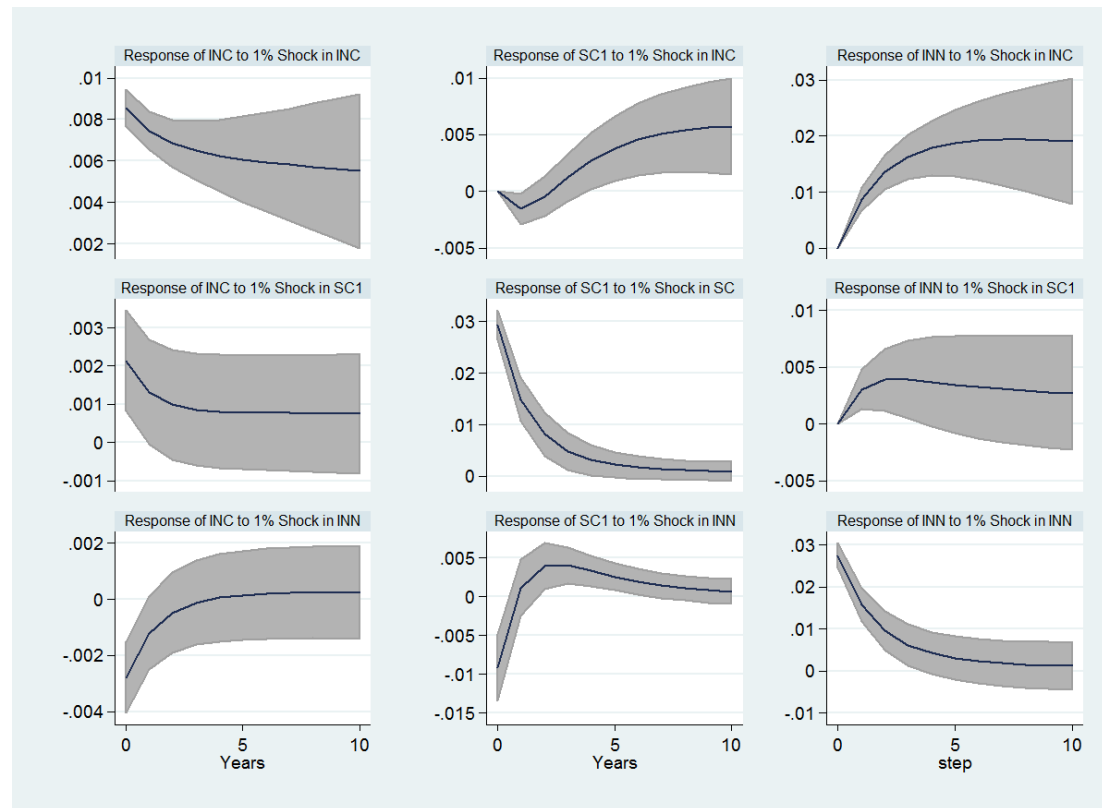 Response of INC to 1% Shock in INC
.01
.008
.006
.004
.002
Response of SC1 to 1% Shock in INC
.01
.005
0
-.005
Response of INN to 1% Shock in INC
.03
.02
.01
0
Response of INC to 1% Shock in SC1
.003
.002
.001
0
-.001
Response of SC1 to 1% Shock in SC
.03
.02
.01
0
Response of INN to 1% Shock in SC1
.01
.005
0
-.005
Response of INC to 1% Shock in INN
.002
0
-.002
-.004
0 5 10
Years
Response of SC1 to 1% Shock in INN
.005
0
-.005
-.01
-.015
0 5 10
Years
Response of INN to 1% Shock in INN
.03
.02
.01
0
-.01
0 5 10
step